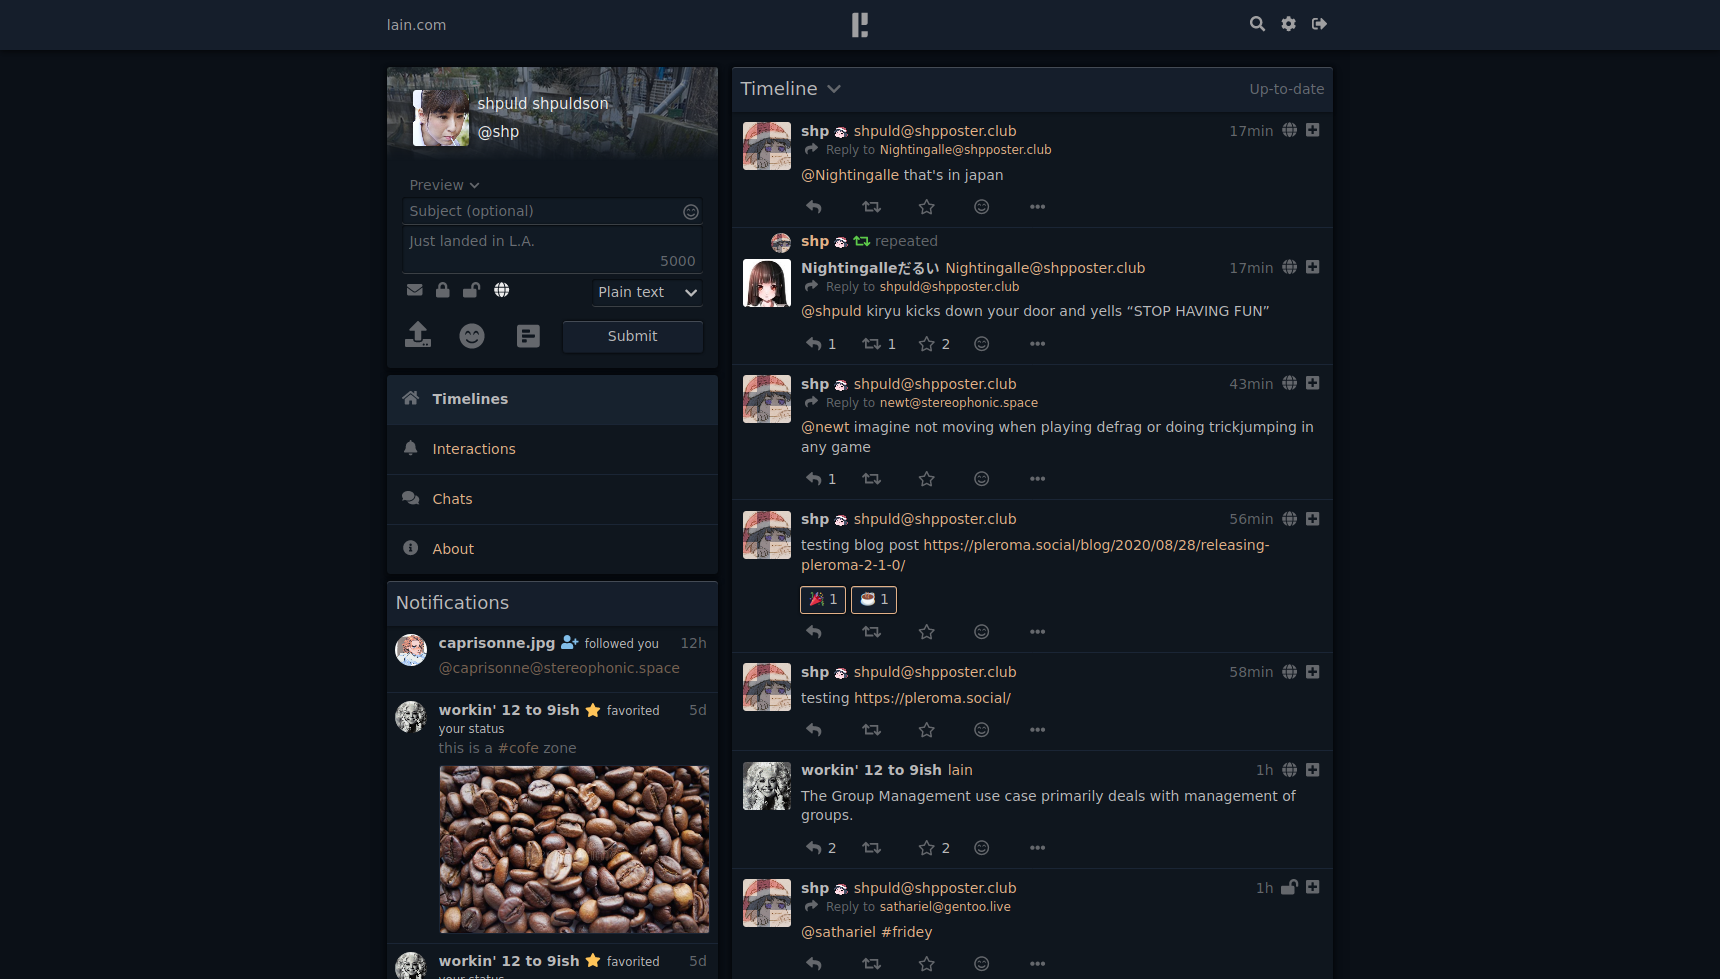 lain.com
shpuld shpuldson
@shp
Preview
Subject (optional)
Just landed in L.A.
5000
Plain text
Submit
Timelines
Interactions
Chats
About
Notifications
caprisonne.jpg followed you 12h
@caprisonne@stereophonic.space
workin' 12 to 9ish favorited 5d
your status
this is a #cofe zone
workin' 12 to 9ish favorited 5d
your status
Timeline Up-to-date
shp shpuld@shpposter.club 17min
Reply to Nightingalle@shpposter.club
@Nightingalle that's in japan
shp repeated
Nightingalleだるい Nightingalle@shpposter.club 17min
Reply to shpuld@shpposter.club
@shpuld kiryu kicks down your door and yells “STOP HAVING FUN”
1 1 2
shp shpuld@shpposter.club 43min
Reply to newt@stereophonic.space
@newt imagine not moving when playing defrag or doing trickjumping in
any game
1
shp shpuld@shpposter.club 56min
testing blog post https://pleroma.social/blog/2020/08/28/releasing-
pleroma-2-1-0/
1 1
shp shpuld@shpposter.club 58min
testing https://pleroma.social/
workin' 12 to 9ish lain 1h
The Group Management use case primarily deals with management of
groups.
2 2
shp shpuld@shpposter.club 1h
Reply to sathariel@gentoo.live
@sathariel #fridey